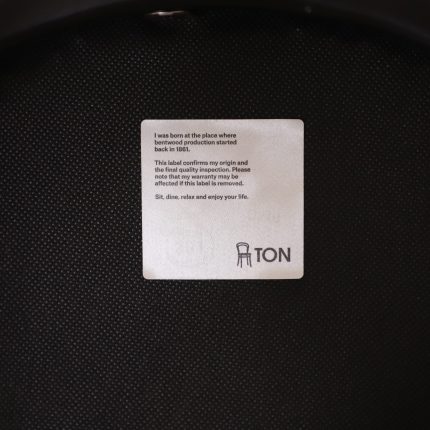 I was born at the place where
bentwood production started
back in 1861.
This label confirms my origin and
the final quality inspection. Please
note that my warranty may be
affected if this label is removed.
Sit, dine, relax and enjoy your life.
TON